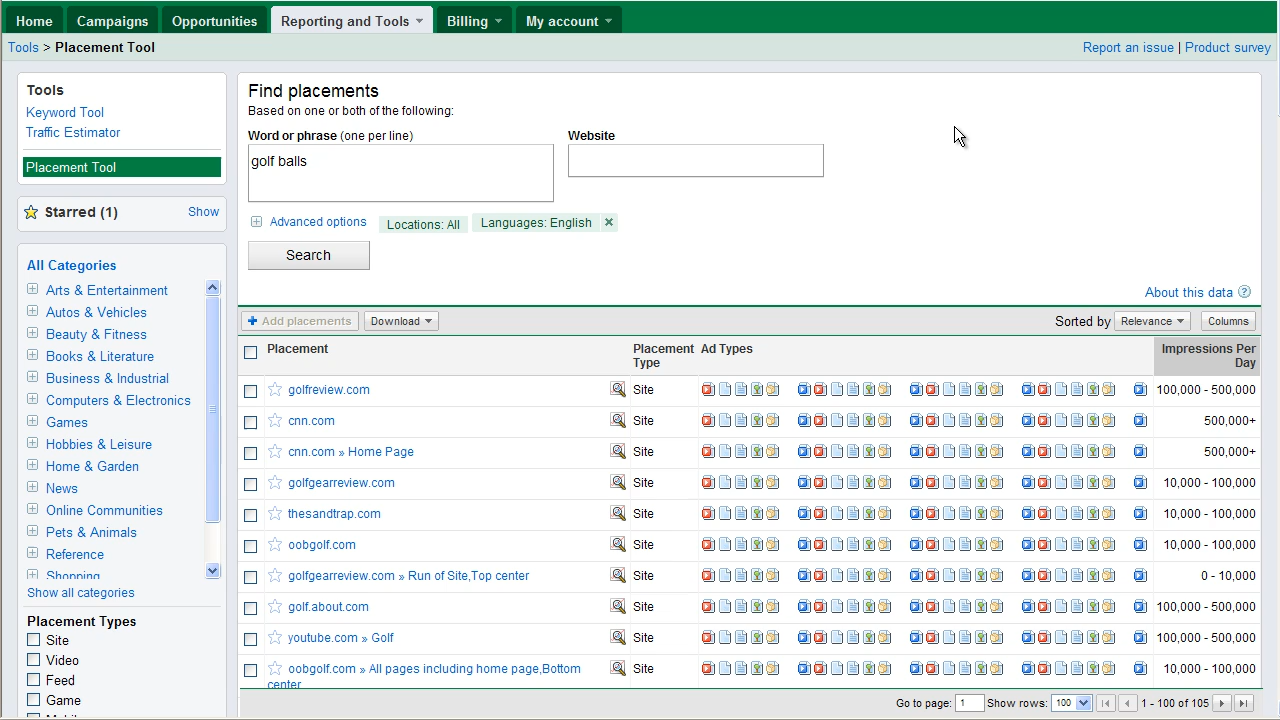 Home Campaigns Opportunities Reporting and Tools Billing My account
Tools > Placement Tool
Report an issue | Product survey
Tools
Keyword Tool
Traffic Estimator
Placement Tool
Starred (1) Show
All Categories
Arts & Entertainment
Autos & Vehicles
Beauty & Fitness
Books & Literature
Business & Industrial
Computers & Electronics
Games
Hobbies & Leisure
Home & Garden
News
Online Communities
Pets & Animals
Reference
Shopping
Show all categories
Placement Types
Site
Video
Feed
Game
Find placements
Based on one or both of the following:
Word or phrase (one per line) Website
golf balls
Advanced options Locations: All Languages: English
Search
About this data ?
+ Add placements Download Sorted by Relevance Columns
Placement Placement Type Ad Types Impressions Per Day
golfreview.com Site 100,000 - 500,000
cnn.com Site 500,000+
cnn.com » Home Page Site 500,000+
golfgearreview.com Site 10,000 - 100,000
thesandtrap.com Site 10,000 - 100,000
oobgolf.com Site 10,000 - 100,000
golfgearreview.com » Run of Site,Top center Site 0 - 10,000
golf.about.com Site 100,000 - 500,000
youtube.com » Golf Site 100,000 - 500,000
oobgolf.com » All pages including home page,Bottom Site 10,000 - 100,000
center
Go to page: 1 Show rows: 100 1 - 100 of 105